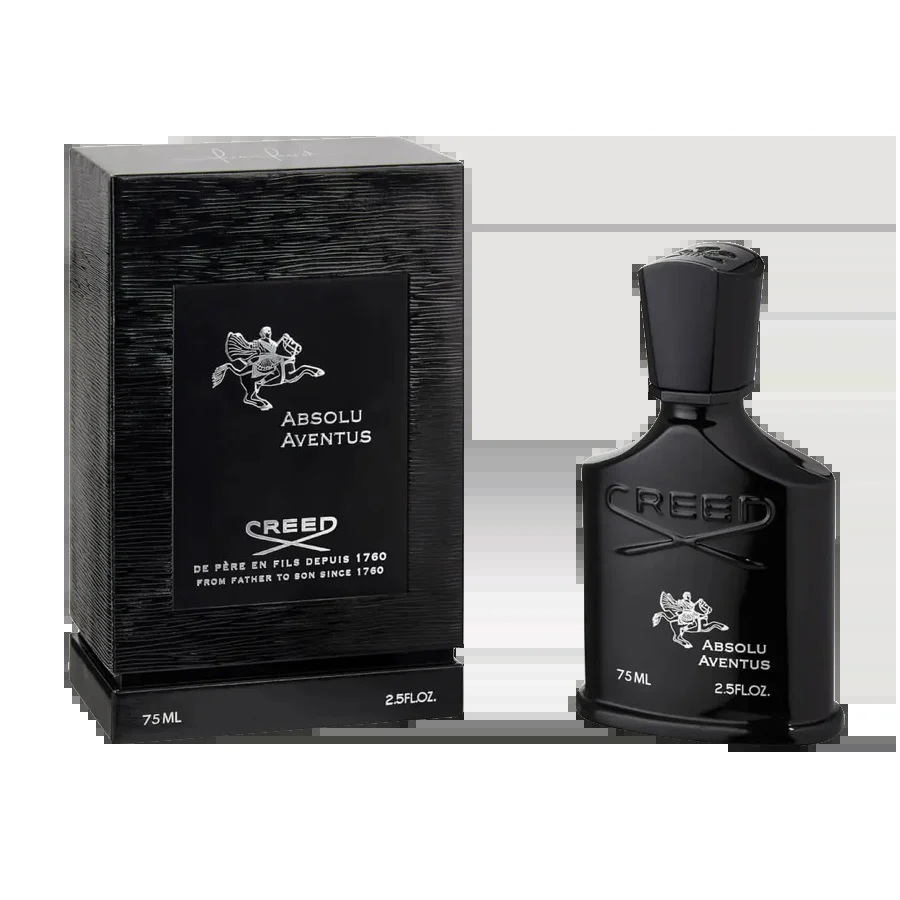 ABSOLU
AVENTUS
CREED
DE PÈRE EN FILS DEPUIS 1760
FROM FATHER TO SON SINCE 1760
75 ML
2.5FL.OZ.
CREED
ABSOLU
AVENTUS
75 ML
2.5FL.OZ.